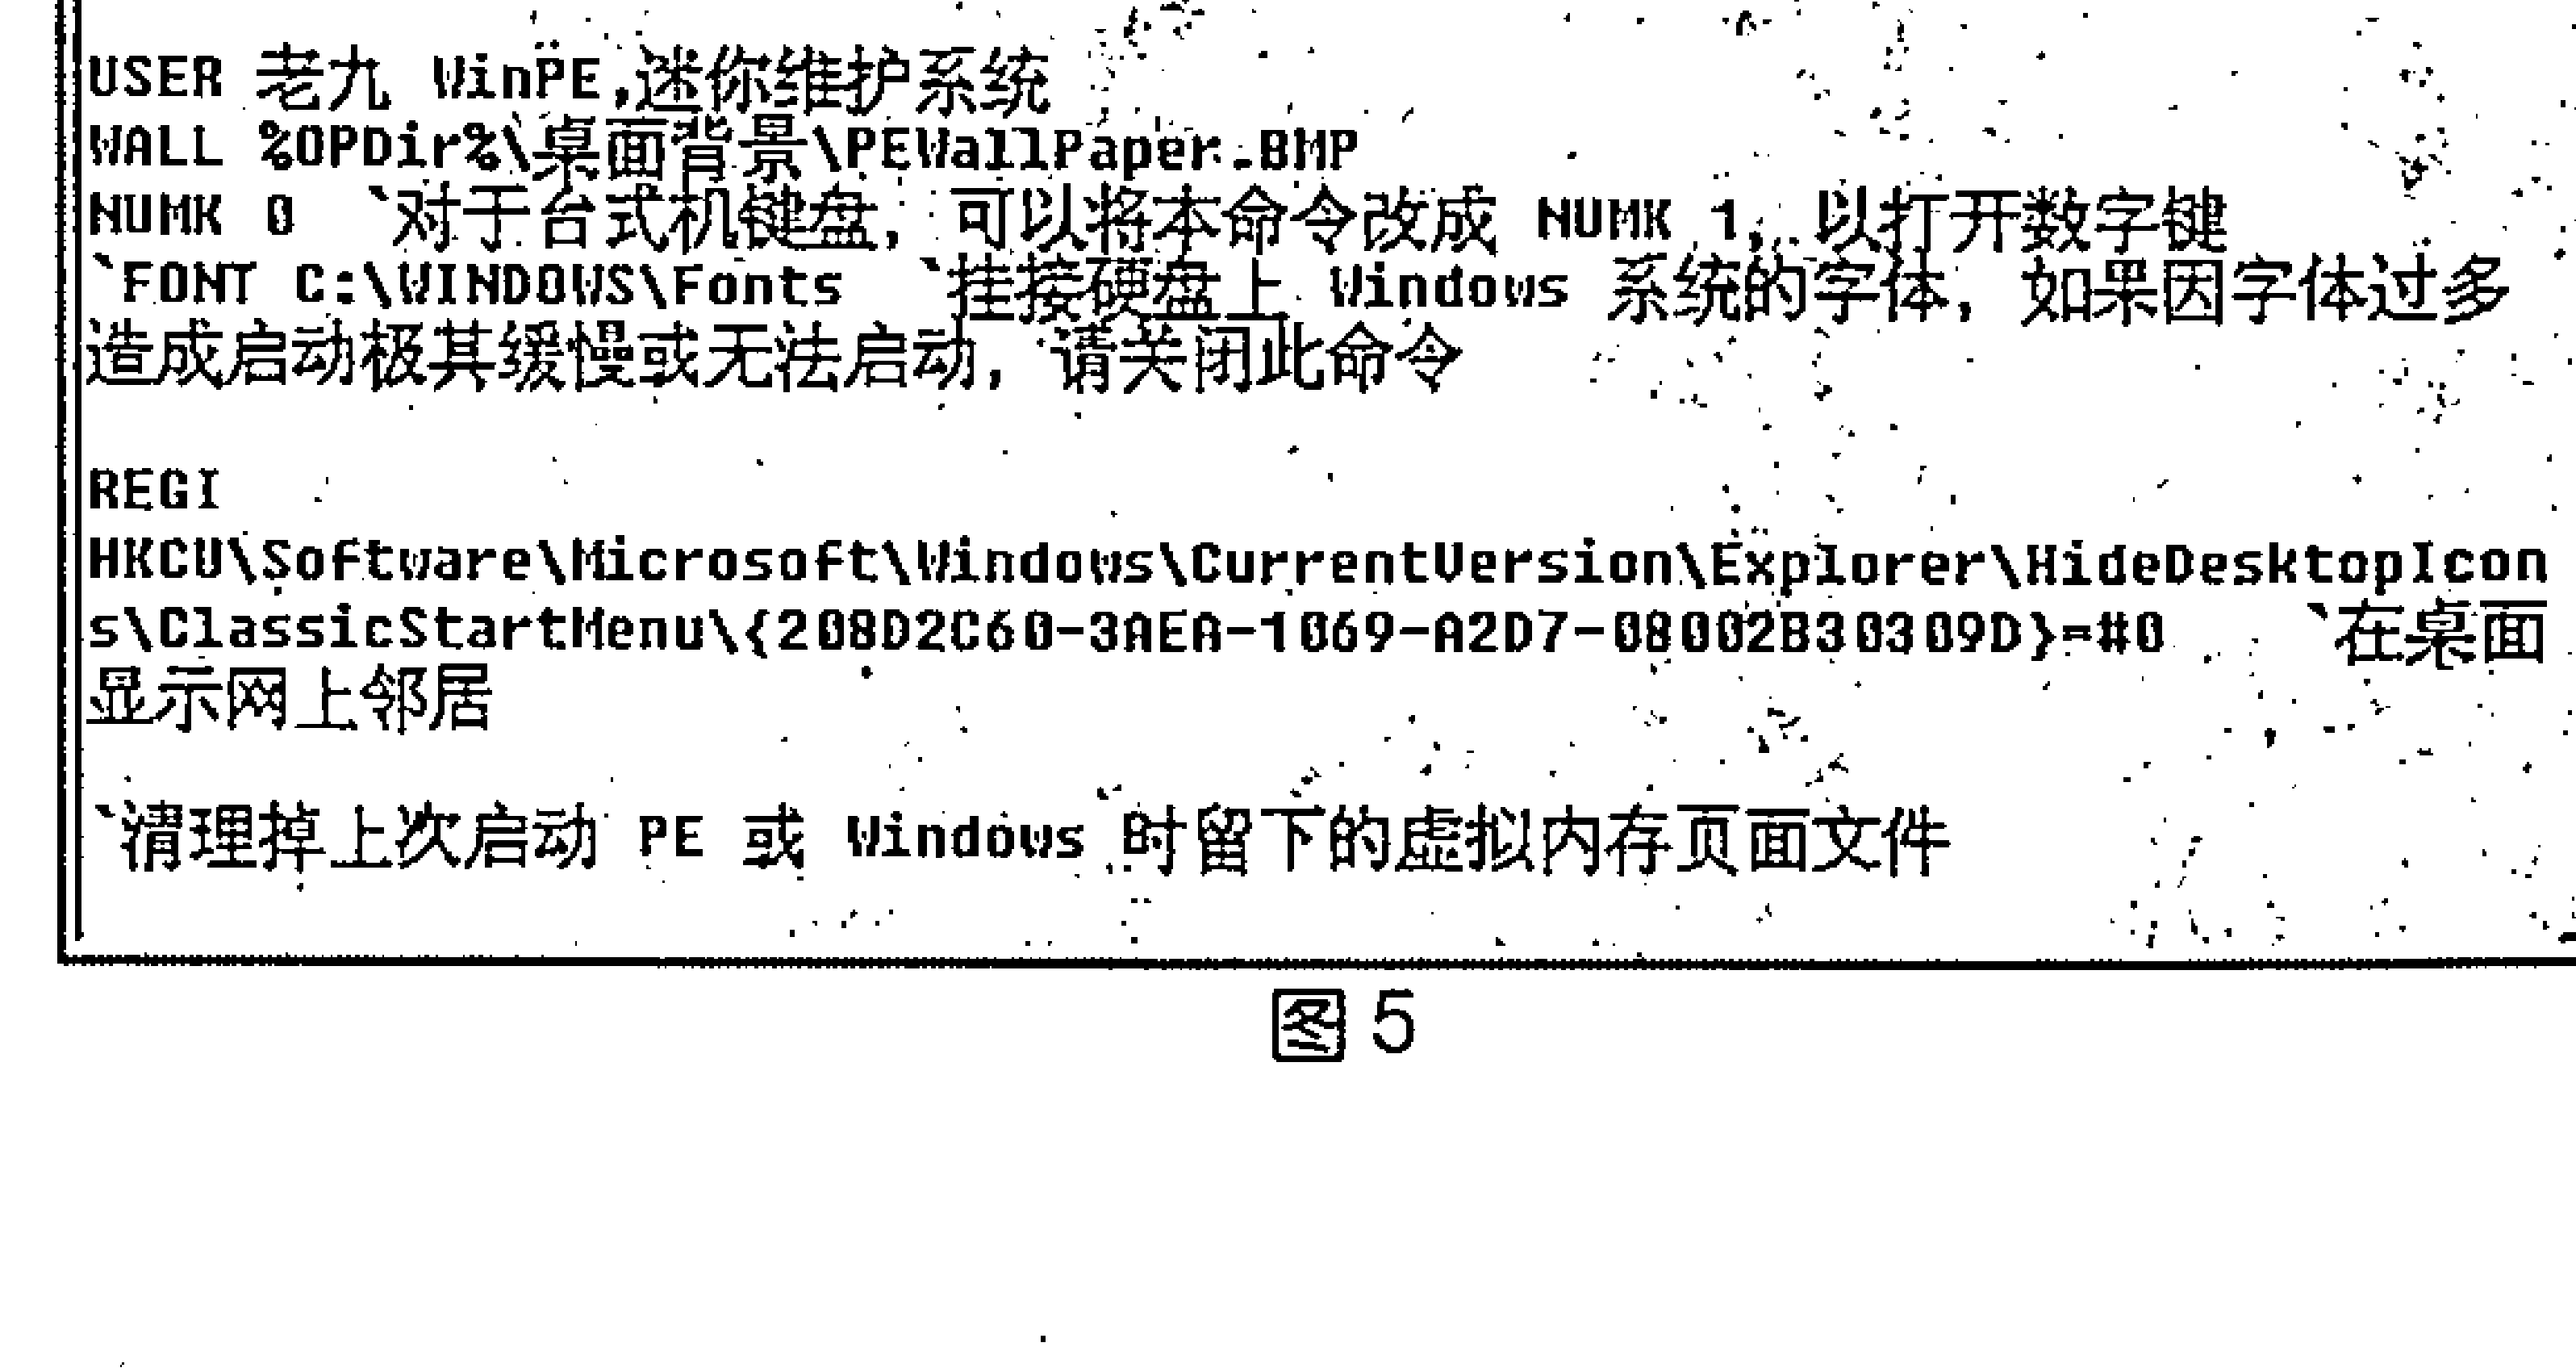 USER 老九 WinPE,迷你维护系统
WALL %OPDir%\桌面背景\PEWallPaper.BMP
NUMK 0 `对于台式机键盘，可以将本命令改成 NUMK 1，以打开数字键
`FONT C:\WINDOWS\Fonts `挂接硬盘上 Windows 系统的字体，如果因字体过多
造成启动极其缓慢或无法启动，请关闭此命令
REGI
HKCU\Software\Microsoft\Windows\CurrentVersion\Explorer\HideDesktopIcon
s\ClassicStartMenu\{208D2C60-3AEA-1069-A2D7-08002B30309D}=#0 `在桌面
显示网上邻居
`清理掉上次启动 PE 或 Windows 时留下的虚拟内存页面文件
图 5